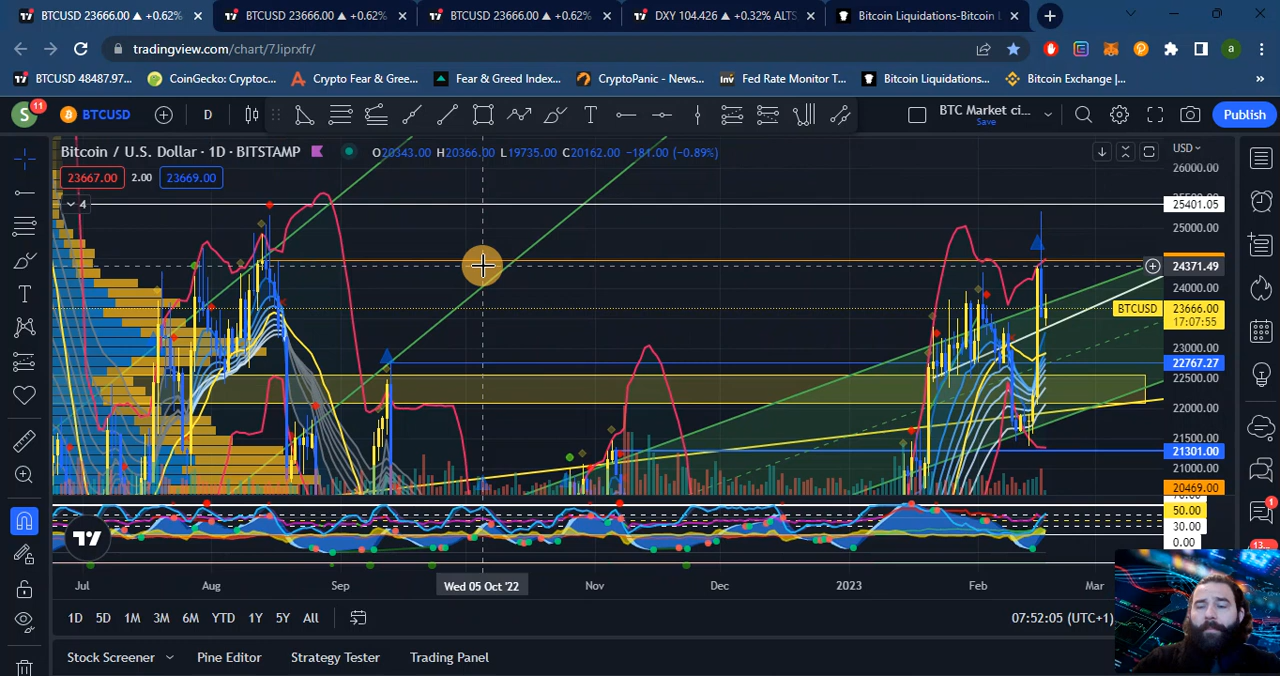 BTCUSD 23666.00 ▲ +0.62%
BTCUSD 23666.00 ▲ +0.62%
BTCUSD 23666.00 ▲ +0.62%
DXY 104.426 ▲ +0.32% ALTS
Bitcoin Liquidations-Bitcoin L
tradingview.com/chart/7Jiprxfr/
a
BTCUSD 48487.97...
CoinGecko: Cryptoc...
Crypto Fear & Gree...
Fear & Greed Index...
CryptoPanic - News...
Inv
Fed Rate Monitor T...
Bitcoin Liquidations...
Bitcoin Exchange |...
»
S
11
BTCUSD
D
T
BTC Market ci...
Save
Publish
Bitcoin / U.S. Dollar · 1D · BITSTAMP
O20343.00 H20366.00 L19735.00 C20162.00 −181.00 (−0.89%)
USD
23667.00
2.00
23669.00
4
26000.00
25500.00
25401.05
25000.00
24371.49
24000.00
BTCUSD
23666.00
17:07:55
23000.00
22767.27
22500.00
22000.00
21500.00
21301.00
21000.00
20469.00
50.00
30.00
0.00
T
1
Jul
Aug
Sep
Wed 05 Oct '22
Nov
Dec
2023
Feb
Mar
1D
5D
1M
3M
6M
YTD
1Y
5Y
All
07:52:05 (UTC+1)
Stock Screener
Pine Editor
Strategy Tester
Trading Panel